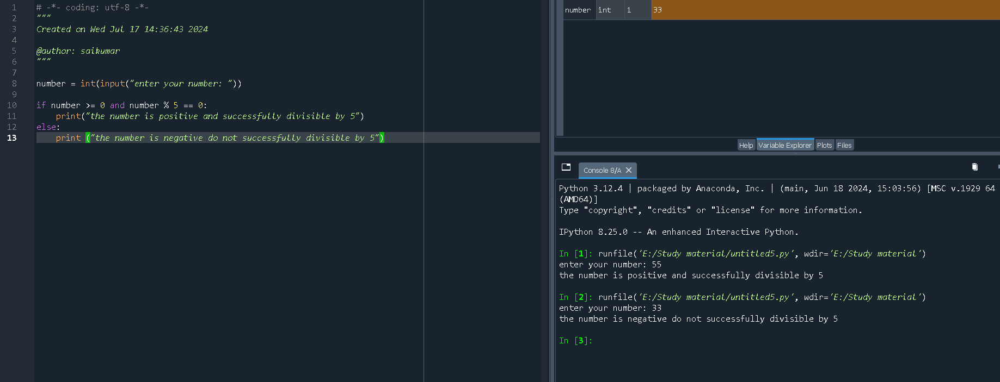 1 # -*- coding: utf-8 -*-
2 """
3 Created on Wed Jul 17 14:36:43 2024
4
5 @author: saikumar
6 """
7
8 number = int(input("enter your number: "))
9
10 if number >= 0 and number % 5 == 0:
11     print("the number is positive and successfully divisible by 5")
12 else:
13     print ("the number is negative do not successfully divisible by 5")
number int 1 33
Help Variable Explorer Plots Files
Console 8/A
Python 3.12.4 | packaged by Anaconda, Inc. | (main, Jun 18 2024, 15:03:56) [MSC v.1929 64
(AMD64)]
Type "copyright", "credits" or "license" for more information.
IPython 8.25.0 -- An enhanced Interactive Python.
In [1]: runfile('E:/Study material/untitled5.py', wdir='E:/Study material')
enter your number: 55
the number is positive and successfully divisible by 5
In [2]: runfile('E:/Study material/untitled5.py', wdir='E:/Study material')
enter your number: 33
the number is negative do not successfully divisible by 5
In [3]: